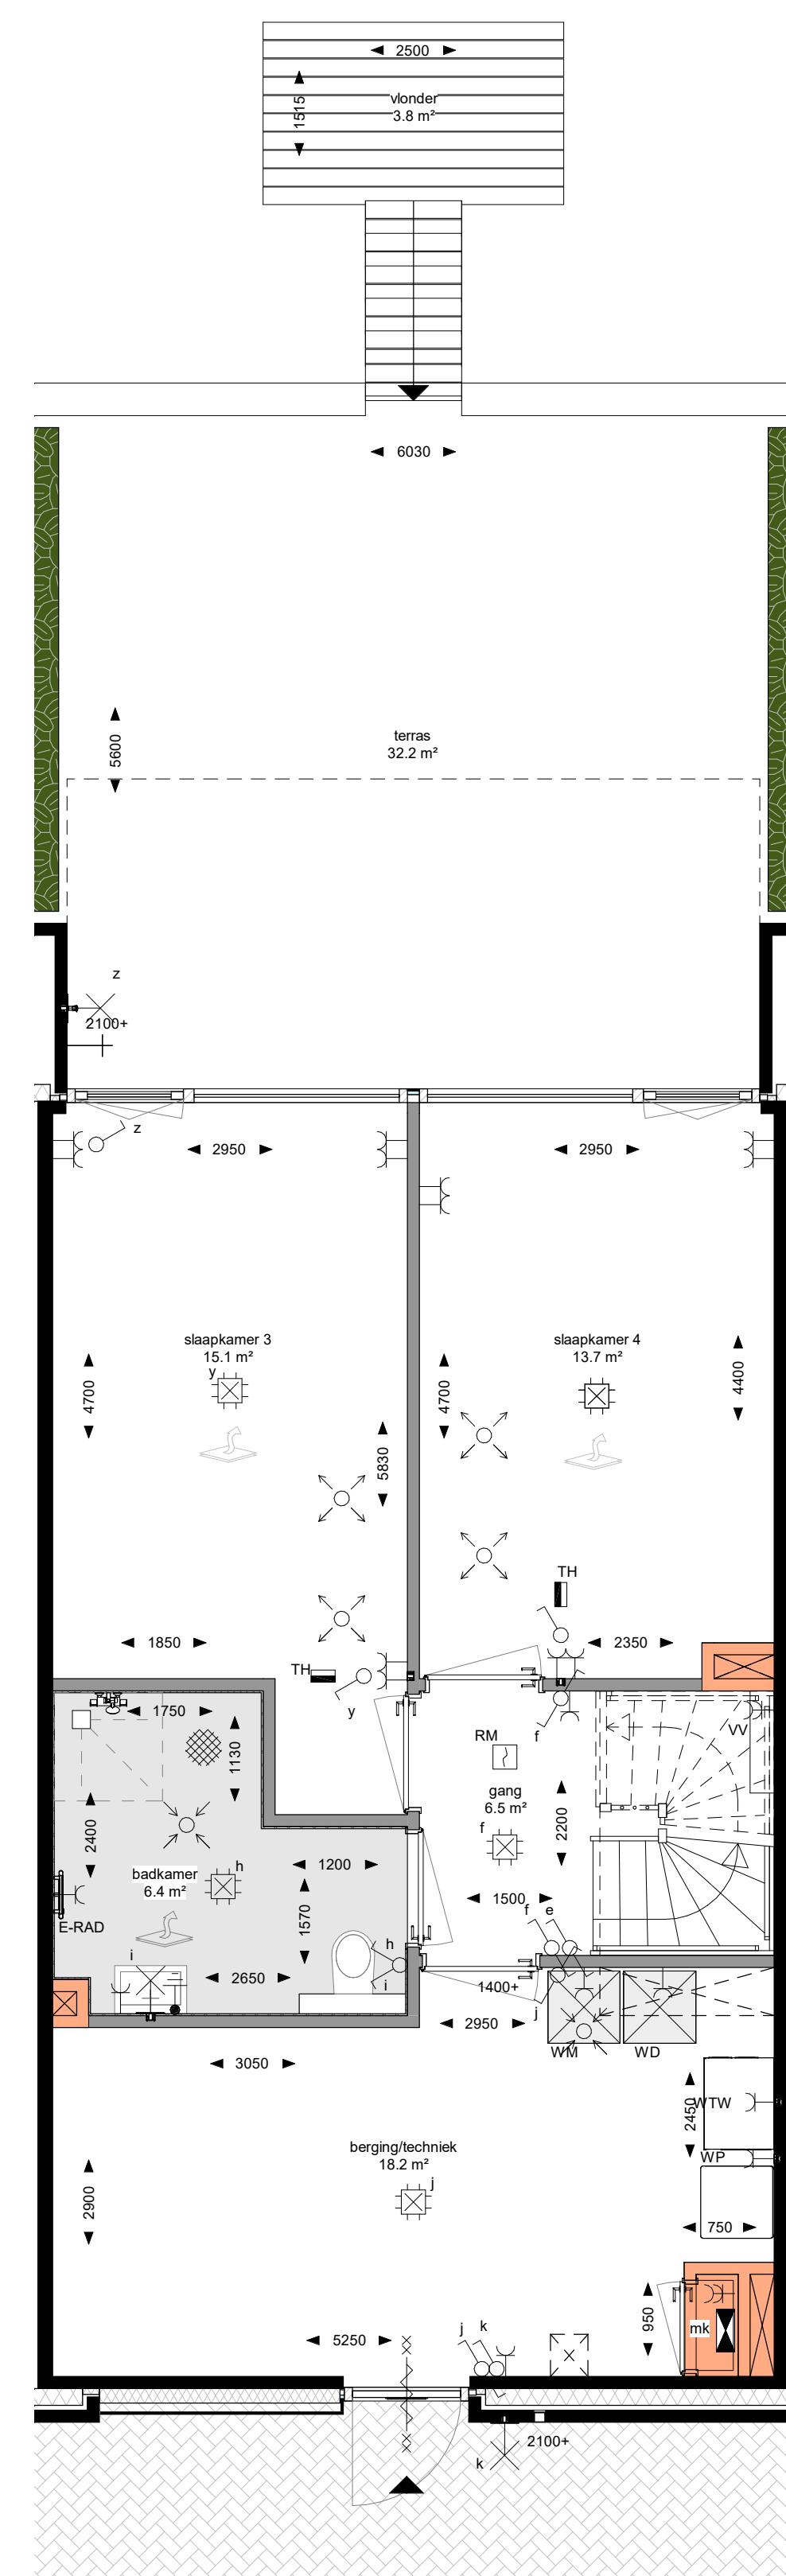 2500
vlonder
3.8 m²
1515
6030
5600
terras
32.2 m²
z
2100+
z
2950
2950
slaapkamer 3
15.1 m²
y
slaapkamer 4
13.7 m²
4700
4700
4400
5830
TH
1850
2350
TH
y
1750
f
VV
RM
1130
gang
6.5 m²
2400
f
2200
1200
badkamer
6.4 m²
h
1500
E-RAD
1570
f e
h
i
i
2650
1400+
j
2950
WM
WD
3050
2450
WTW
berging/techniek
18.2 m²
WP
j
2900
750
950
mk
j
k
5250
2100+
k